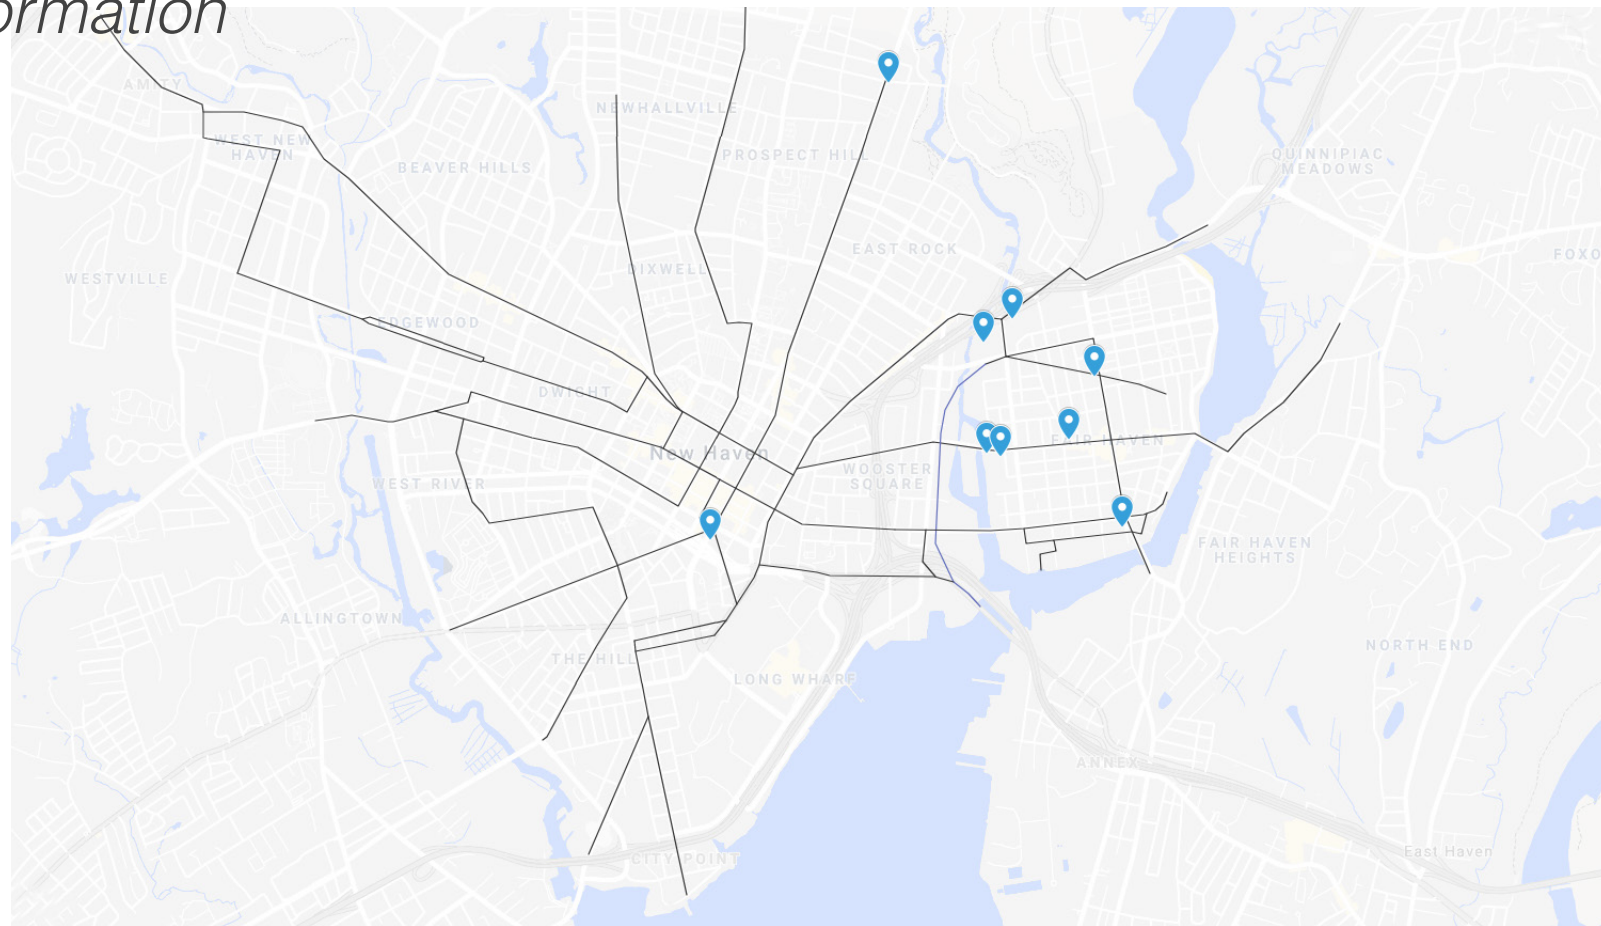 ormation
AMITY
NEWHALLVILLE
WEST NEW
HAVEN
BEAVER HILLS
PROSPECT HILL
QUINNIPIAC
MEADOWS
EAST ROCK
WESTVILLE
DIXWELL
FOXO
EDGEWOOD
DWIGHT
New Haven
FAIR HAVEN
WOOSTER
SQUARE
WEST RIVER
FAIR HAVEN
HEIGHTS
ALLINGTOWN
NORTH END
THE HILL
LONG WHARF
ANNEX
CITY POINT
East Haven